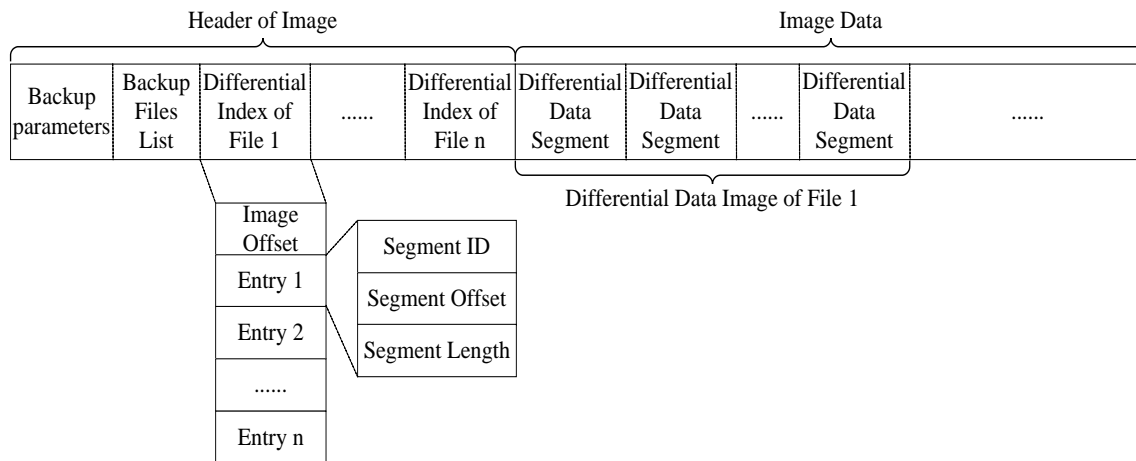 Header of Image
Image Data
Backup
parameters
Backup
Files
List
Differential
Index of
File 1
......
Differential
Index of
File n
Differential
Data
Segment
Differential
Data
Segment
......
Differential
Data
Segment
......
Differential Data Image of File 1
Image
Offset
Entry 1
Entry 2
......
Entry n
Segment ID
Segment Offset
Segment Length